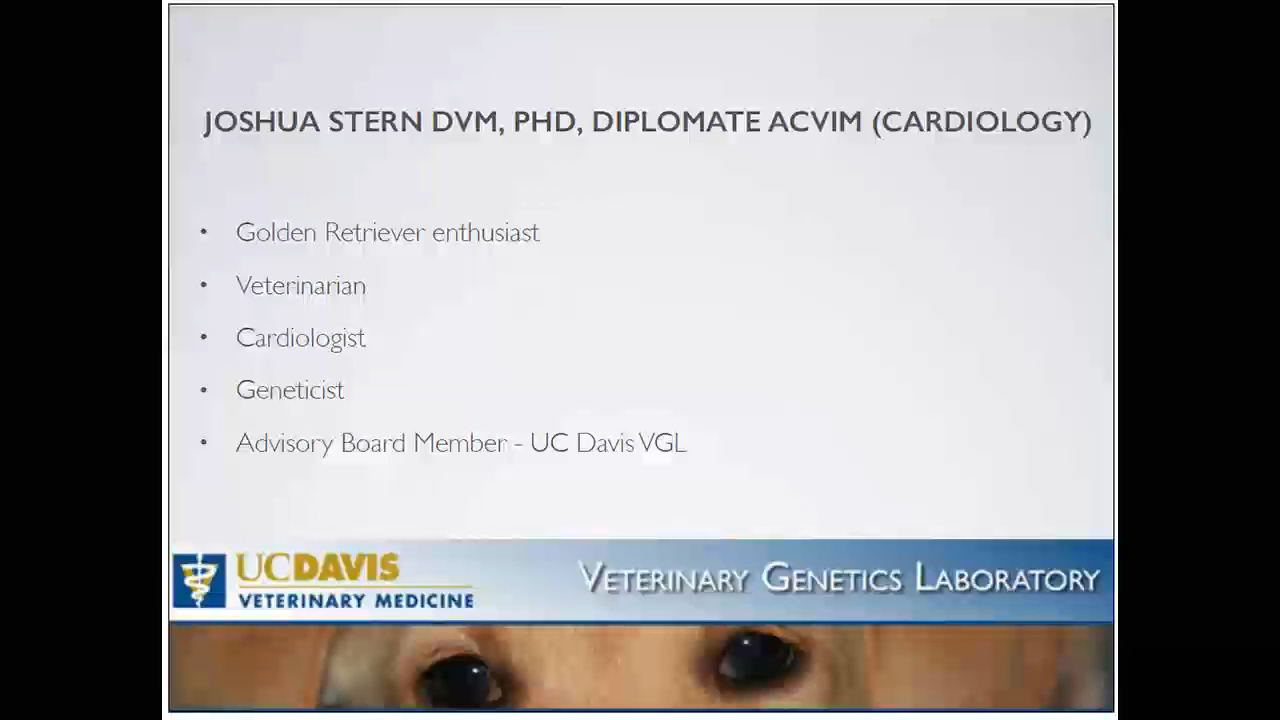 JOSHUA STERN DVM, PHD, DIPLOMATE ACVIM (CARDIOLOGY)
• Golden Retriever enthusiast
• Veterinarian
• Cardiologist
• Geneticist
• Advisory Board Member - UC Davis VGL
UCDAVIS
VETERINARY MEDICINE
VETERINARY GENETICS LABORATORY